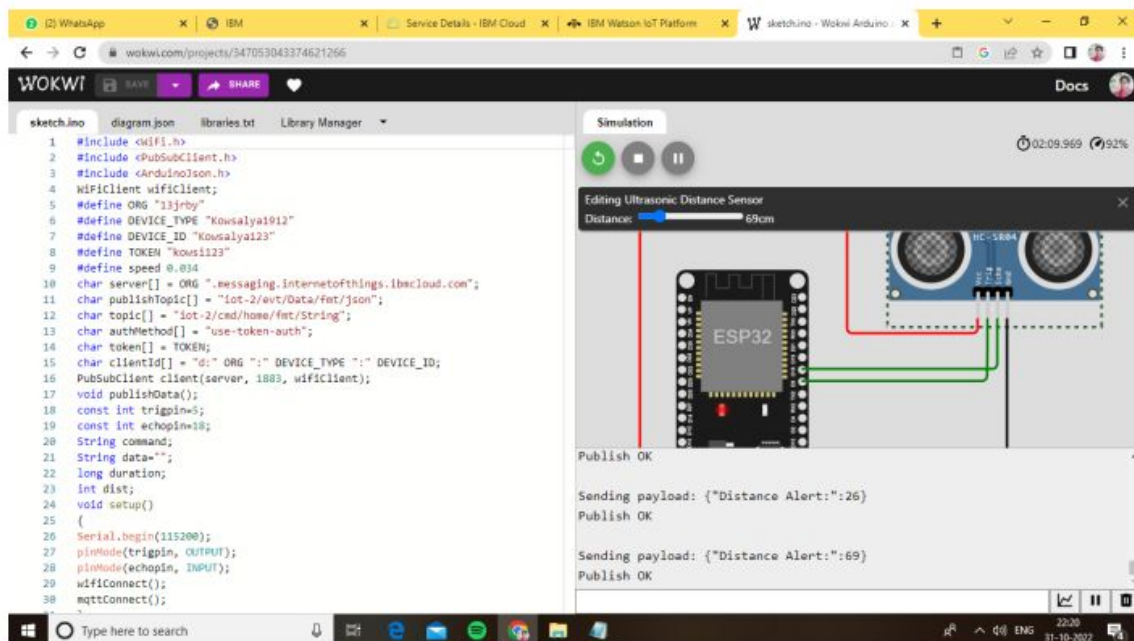 (2) WhatsApp
IBM
Service Details - IBM Cloud
IBM Watson IoT Platform
sketch.ino - Wokwi Arduino
wokwi.com/projects/347053043374621266
WOKWI
SAVE
SHARE
Docs
sketch.ino
diagram.json
libraries.txt
Library Manager
1 #include <WiFi.h>
2 #include <PubSubClient.h>
3 #include <ArduinoJson.h>
4 WiFiClient wifiClient;
5 #define ORG "13jrby"
6 #define DEVICE_TYPE "Kowsalya1912"
7 #define DEVICE_ID "Kowsalya123"
8 #define TOKEN "kowsi123"
9 #define speed 0.034
10 char server[] = ORG ".messaging.internetofthings.ibmcloud.com";
11 char publishTopic[] = "iot-2/evt/Data/fmt/json";
12 char topic[] = "iot-2/cmd/home/fmt/String";
13 char authMethod[] = "use-token-auth";
14 char token[] = TOKEN;
15 char clientId[] = "d:" ORG ":" DEVICE_TYPE ":" DEVICE_ID;
16 PubSubClient client(server, 1883, wifiClient);
17 void publishData();
18 const int trigpin=5;
19 const int echopin=18;
20 String command;
21 String data="";
22 long duration;
23 int dist;
24 void setup()
25 {
26 Serial.begin(115200);
27 pinMode(trigpin, OUTPUT);
28 pinMode(echopin, INPUT);
29 wifiConnect();
30 mqttConnect();
Simulation
02:09.969 92%
Editing Ultrasonic Distance Sensor
Distance: 69cm
HC-SR04
Vcc
Trig
Echo
Gnd
ESP32
Publish OK
Sending payload: {"Distance Alert:":26}
Publish OK
Sending payload: {"Distance Alert:":69}
Publish OK
Type here to search
ENG
22:20
31-10-2022